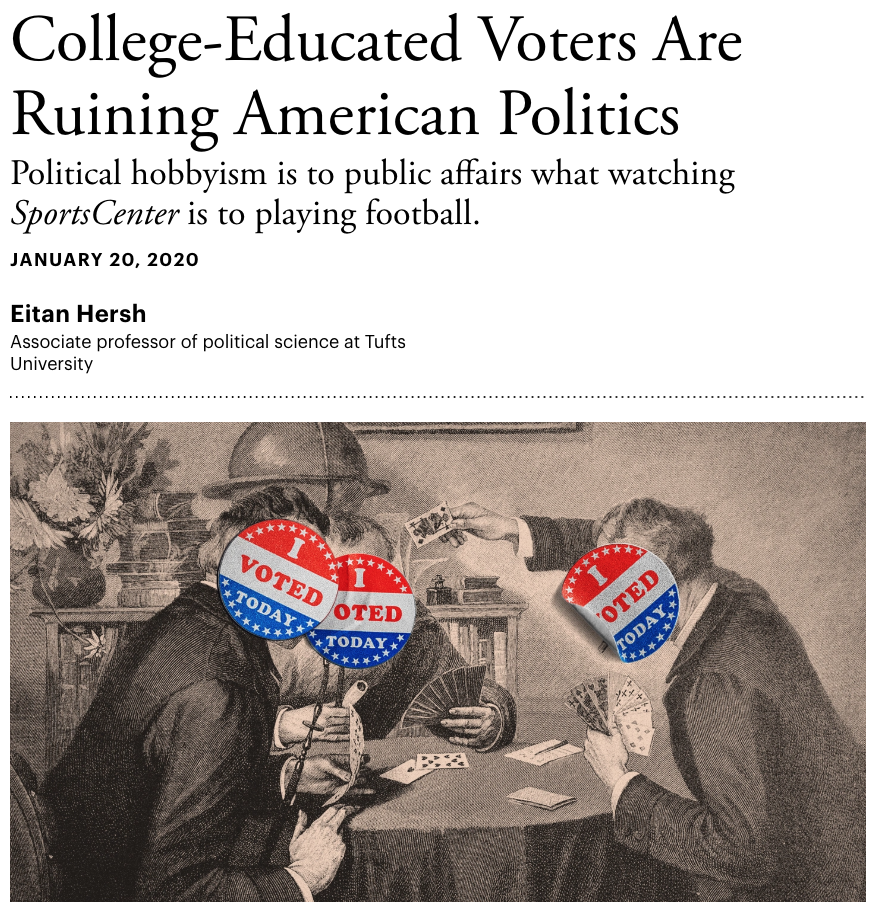 College-Educated Voters Are
Ruining American Politics
Political hobbyism is to public affairs what watching
SportsCenter is to playing football.
JANUARY 20, 2020
Eitan Hersh
Associate professor of political science at Tufts
University
I
VOTED
TODAY
I
OTED
TODAY
I
OTED
TODAY